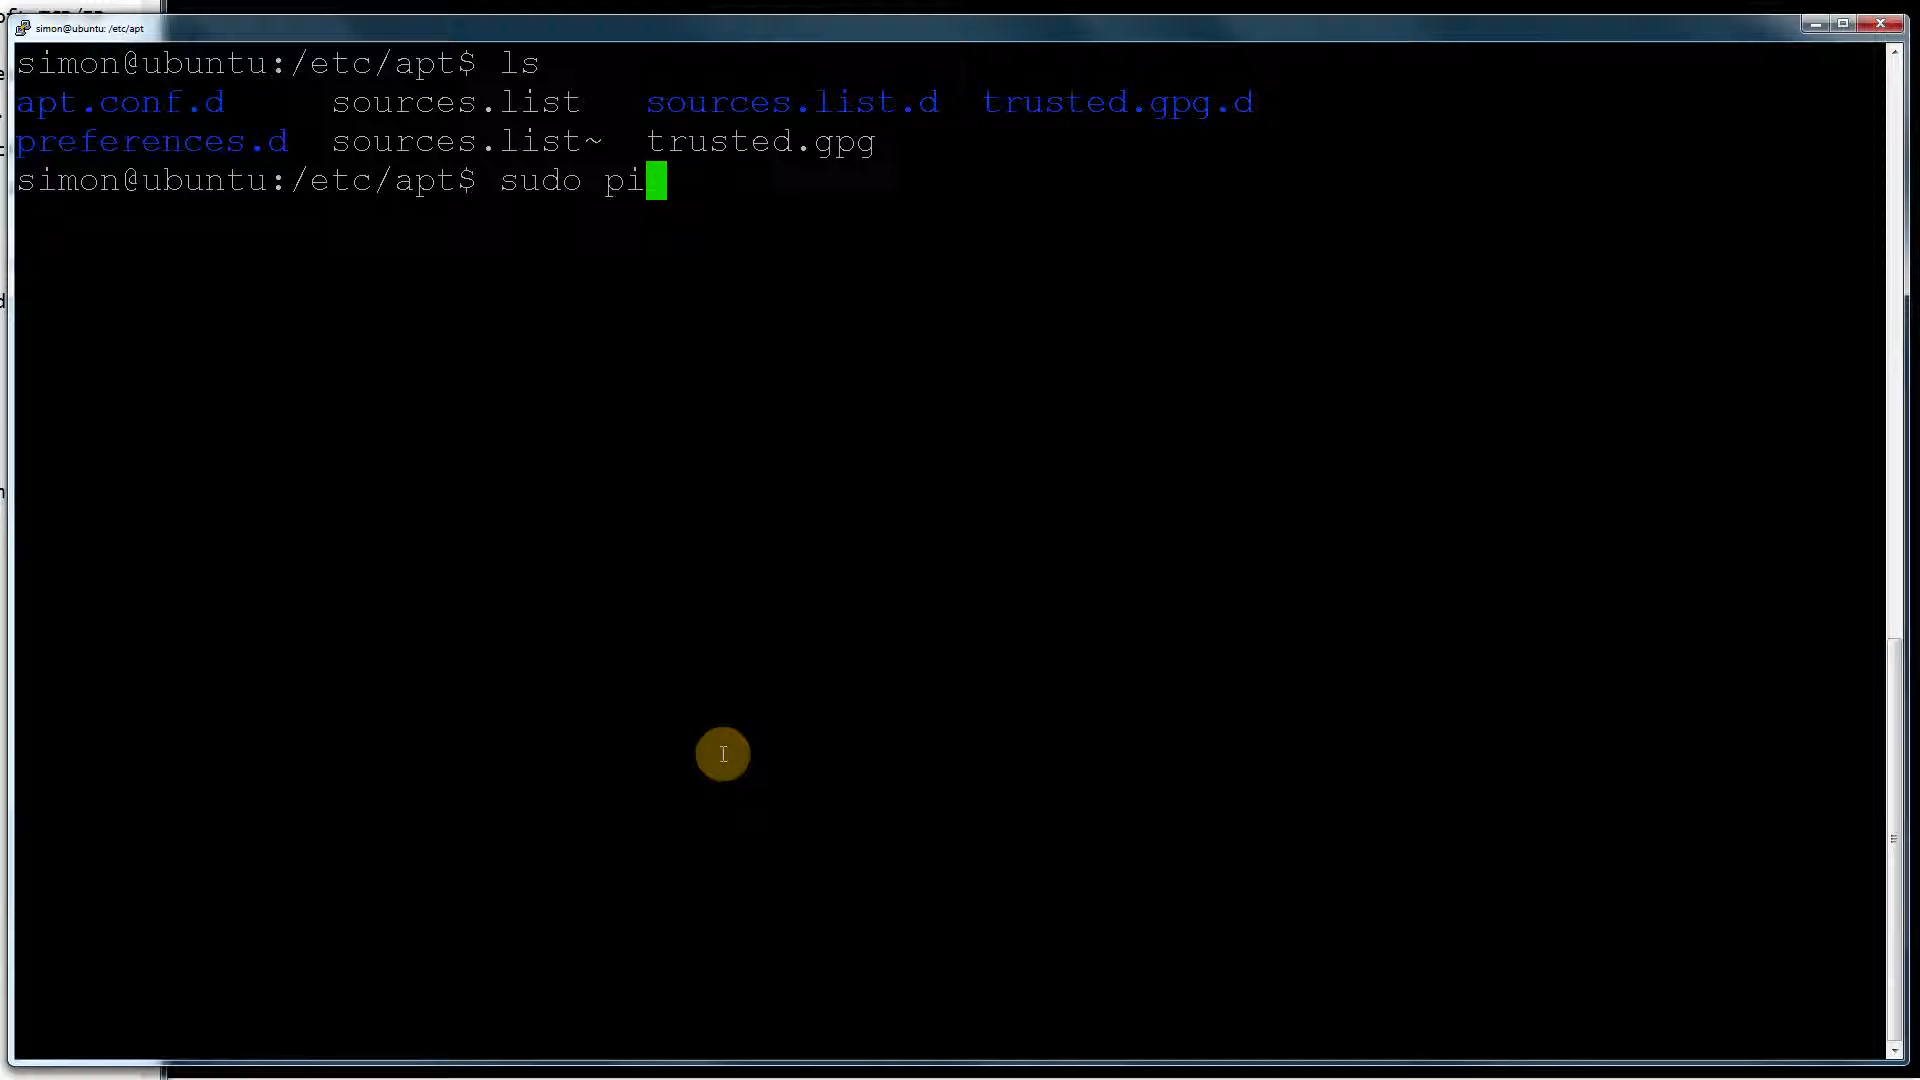 simon@ubuntu: /etc/apt
simon@ubuntu:/etc/apt$ ls
apt.conf.d     sources.list   sources.list.d  trusted.gpg.d
preferences.d  sources.list~  trusted.gpg
simon@ubuntu:/etc/apt$ sudo pi